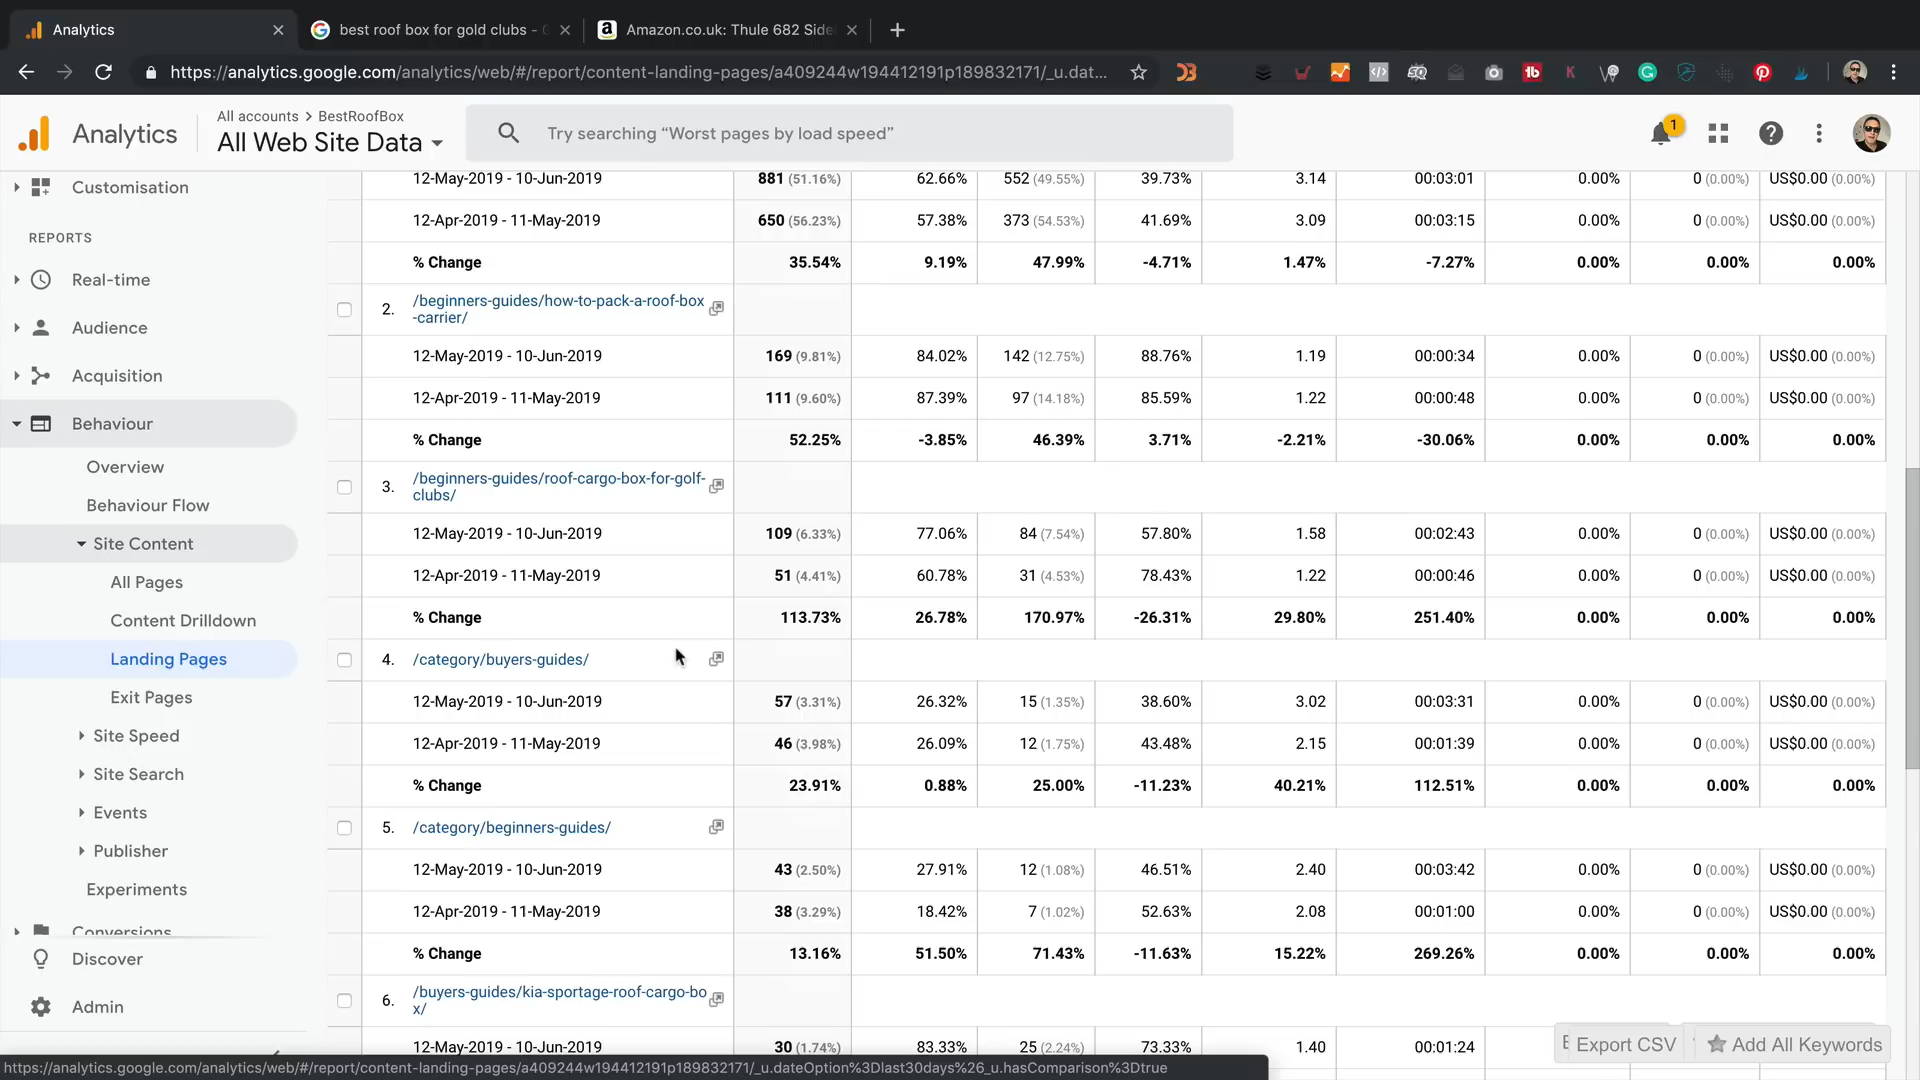 Analytics
best roof box for gold clubs -
Amazon.co.uk: Thule 682 Side
https://analytics.google.com/analytics/web/#/report/content-landing-pages/a409244w194412191p189832171/_u.dat...
Analytics
All accounts > BestRoofBox
All Web Site Data
Try searching “Worst pages by load speed”
1
Customisation
REPORTS
Real-time
Audience
Acquisition
Behaviour
Overview
Behaviour Flow
Site Content
All Pages
Content Drilldown
Landing Pages
Exit Pages
Site Speed
Site Search
Events
Publisher
Experiments
Conversions
Discover
Admin
12-May-2019 - 10-Jun-2019 881 (51.16%) 62.66% 552 (49.55%) 39.73% 3.14 00:03:01 0.00% 0 (0.00%) US$0.00 (0.00%)
12-Apr-2019 - 11-May-2019 650 (56.23%) 57.38% 373 (54.53%) 41.69% 3.09 00:03:15 0.00% 0 (0.00%) US$0.00 (0.00%)
% Change 35.54% 9.19% 47.99% -4.71% 1.47% -7.27% 0.00% 0.00% 0.00%
2. /beginners-guides/how-to-pack-a-roof-box
-carrier/
12-May-2019 - 10-Jun-2019 169 (9.81%) 84.02% 142 (12.75%) 88.76% 1.19 00:00:34 0.00% 0 (0.00%) US$0.00 (0.00%)
12-Apr-2019 - 11-May-2019 111 (9.60%) 87.39% 97 (14.18%) 85.59% 1.22 00:00:48 0.00% 0 (0.00%) US$0.00 (0.00%)
% Change 52.25% -3.85% 46.39% 3.71% -2.21% -30.06% 0.00% 0.00% 0.00%
3. /beginners-guides/roof-cargo-box-for-golf-
clubs/
12-May-2019 - 10-Jun-2019 109 (6.33%) 77.06% 84 (7.54%) 57.80% 1.58 00:02:43 0.00% 0 (0.00%) US$0.00 (0.00%)
12-Apr-2019 - 11-May-2019 51 (4.41%) 60.78% 31 (4.53%) 78.43% 1.22 00:00:46 0.00% 0 (0.00%) US$0.00 (0.00%)
% Change 113.73% 26.78% 170.97% -26.31% 29.80% 251.40% 0.00% 0.00% 0.00%
4. /category/buyers-guides/
12-May-2019 - 10-Jun-2019 57 (3.31%) 26.32% 15 (1.35%) 38.60% 3.02 00:03:31 0.00% 0 (0.00%) US$0.00 (0.00%)
12-Apr-2019 - 11-May-2019 46 (3.98%) 26.09% 12 (1.75%) 43.48% 2.15 00:01:39 0.00% 0 (0.00%) US$0.00 (0.00%)
% Change 23.91% 0.88% 25.00% -11.23% 40.21% 112.51% 0.00% 0.00% 0.00%
5. /category/beginners-guides/
12-May-2019 - 10-Jun-2019 43 (2.50%) 27.91% 12 (1.08%) 46.51% 2.40 00:03:42 0.00% 0 (0.00%) US$0.00 (0.00%)
12-Apr-2019 - 11-May-2019 38 (3.29%) 18.42% 7 (1.02%) 52.63% 2.08 00:01:00 0.00% 0 (0.00%) US$0.00 (0.00%)
% Change 13.16% 51.50% 71.43% -11.63% 15.22% 269.26% 0.00% 0.00% 0.00%
6. /buyers-guides/kia-sportage-roof-cargo-bo
x/
12-May-2019 - 10-Jun-2019 30 (1.74%) 83.33% 25 (2.24%) 73.33% 1.40 00:01:24
Export CSV
Add All Keywords
https://analytics.google.com/analytics/web/#/report/content-landing-pages/a409244w194412191p189832171/_u.dateOption%3Dlast30days%26_u.hasComparison%3Dtrue